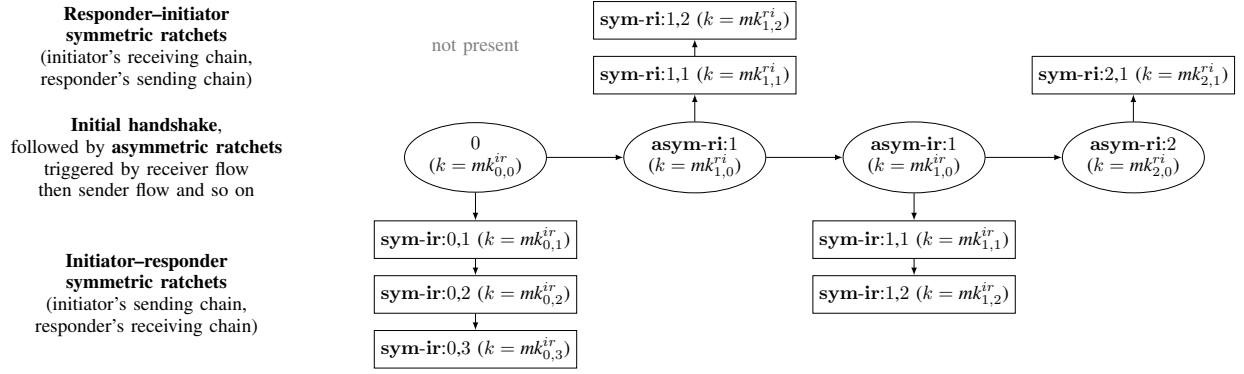 Responder–initiator
symmetric ratchets
(initiator's receiving chain,
responder's sending chain)
not present
sym-ri:1,2 (k = mk^{ri}_{1,2})
sym-ri:1,1 (k = mk^{ri}_{1,1})
sym-ri:2,1 (k = mk^{ri}_{2,1})
Initial handshake,
followed by asymmetric ratchets
triggered by receiver flow
then sender flow and so on
0
(k = mk^{ir}_{0,0})
asym-ri:1
(k = mk^{ri}_{1,0})
asym-ir:1
(k = mk^{ir}_{1,0})
asym-ri:2
(k = mk^{ri}_{2,0})
Initiator–responder
symmetric ratchets
(initiator's sending chain,
responder's receiving chain)
sym-ir:0,1 (k = mk^{ir}_{0,1})
sym-ir:0,2 (k = mk^{ir}_{0,2})
sym-ir:0,3 (k = mk^{ir}_{0,3})
sym-ir:1,1 (k = mk^{ir}_{1,1})
sym-ir:1,2 (k = mk^{ir}_{1,2})